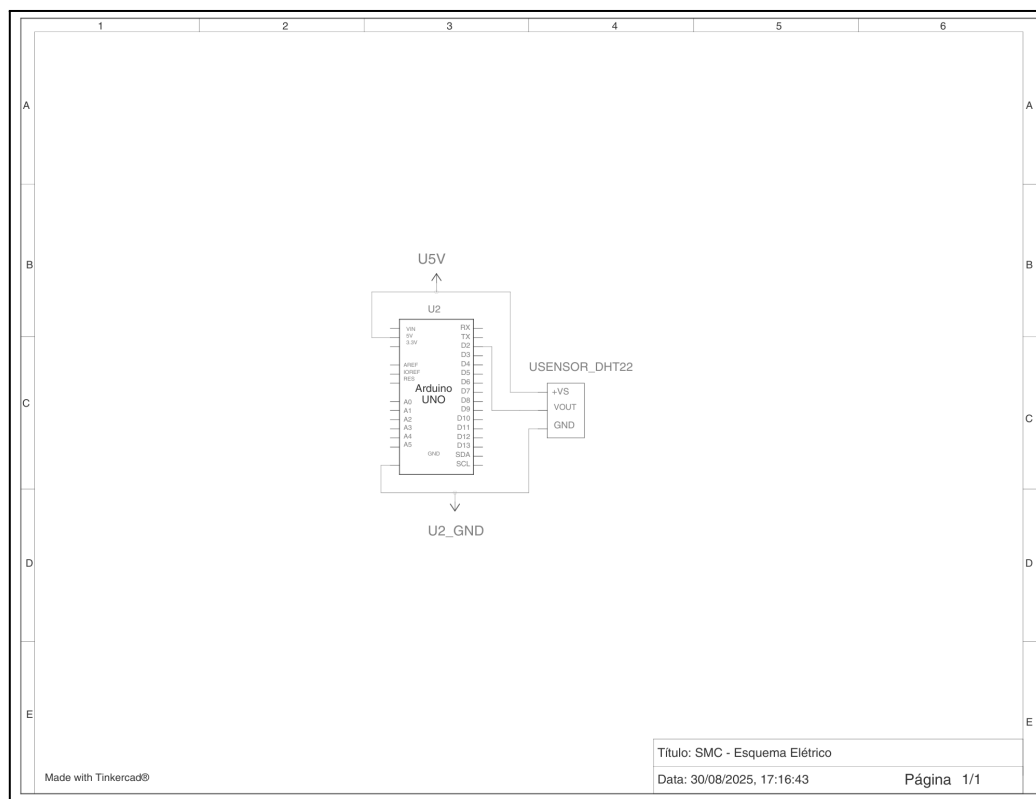 1 2 3 4 5 6
A A
B B
U5V
U2
VIN
5V
3.3V
AREF
IOREF
RES
A0
A1
A2
A3
A4
A5
Arduino
UNO
GND
RX
TX
D2
D3
D4
D5
D6
D7
D8
D9
D10
D11
D12
D13
SDA
SCL
USENSOR_DHT22
+VS
VOUT
GND
C C
U2_GND
D D
E E
Título: SMC - Esquema Elétrico
Data: 30/08/2025, 17:16:43 Página 1/1
Made with Tinkercad®